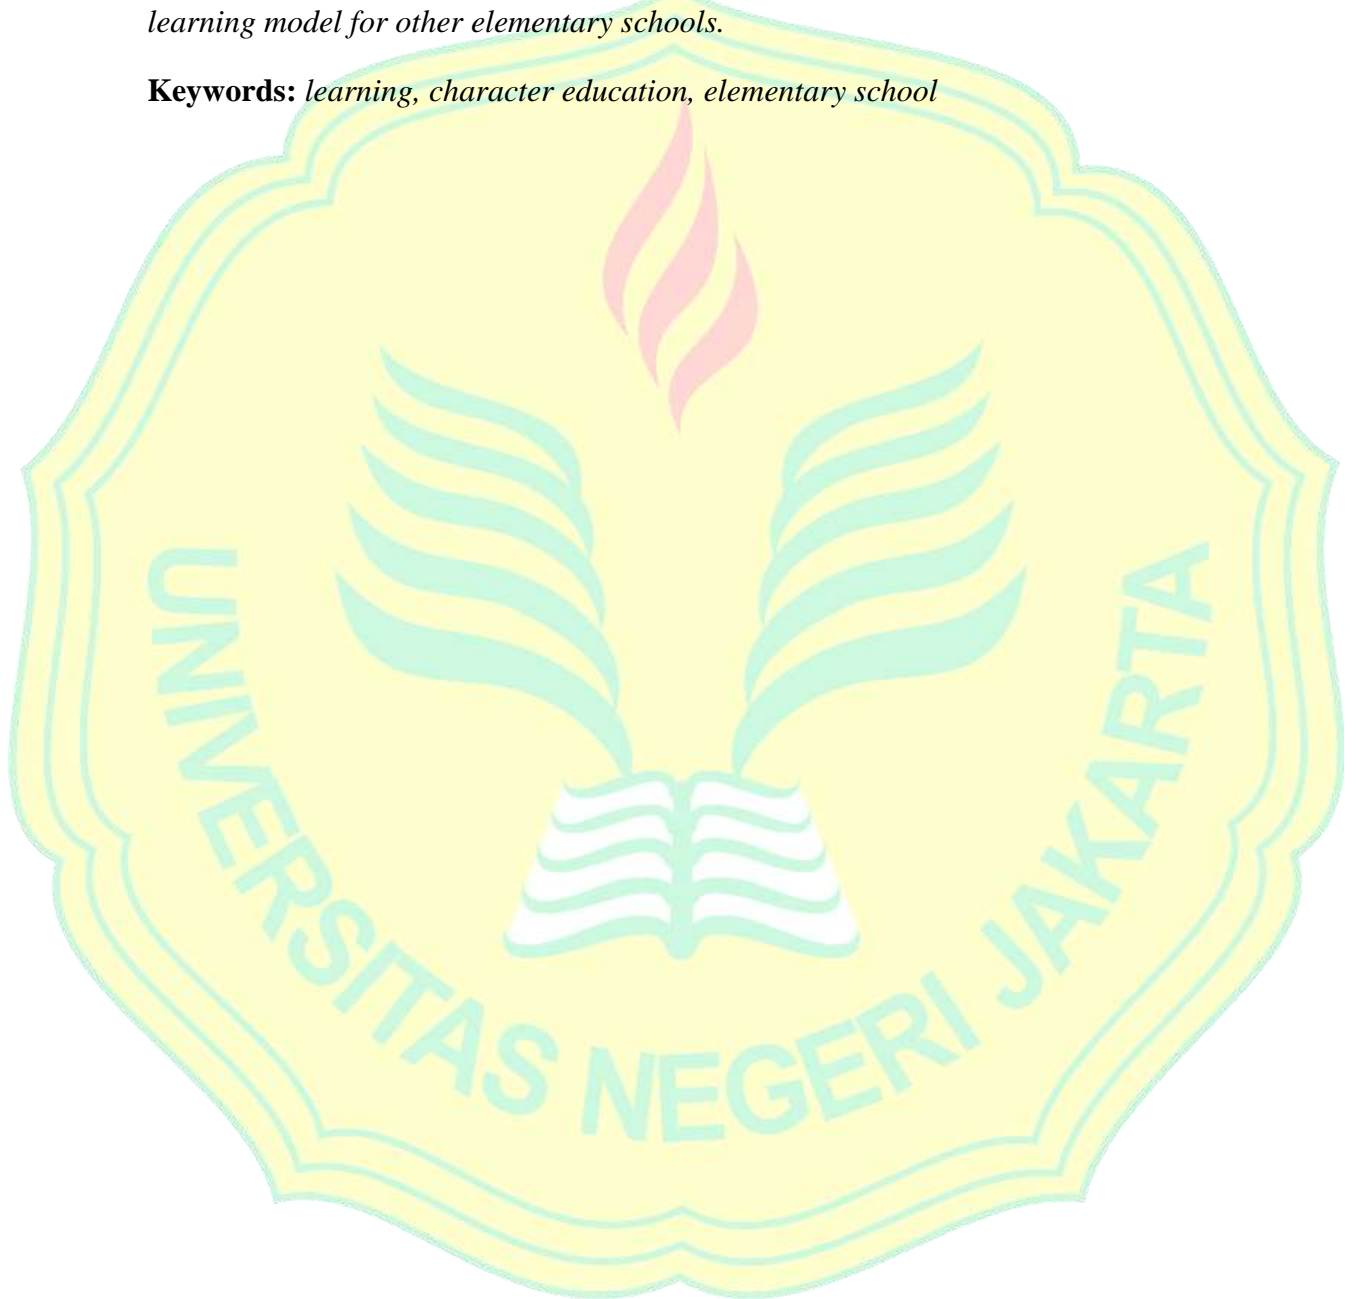 learning model for other elementary schools.
Keywords: learning, character education, elementary school
UNIVERSITAS NEGERI JAKARTA